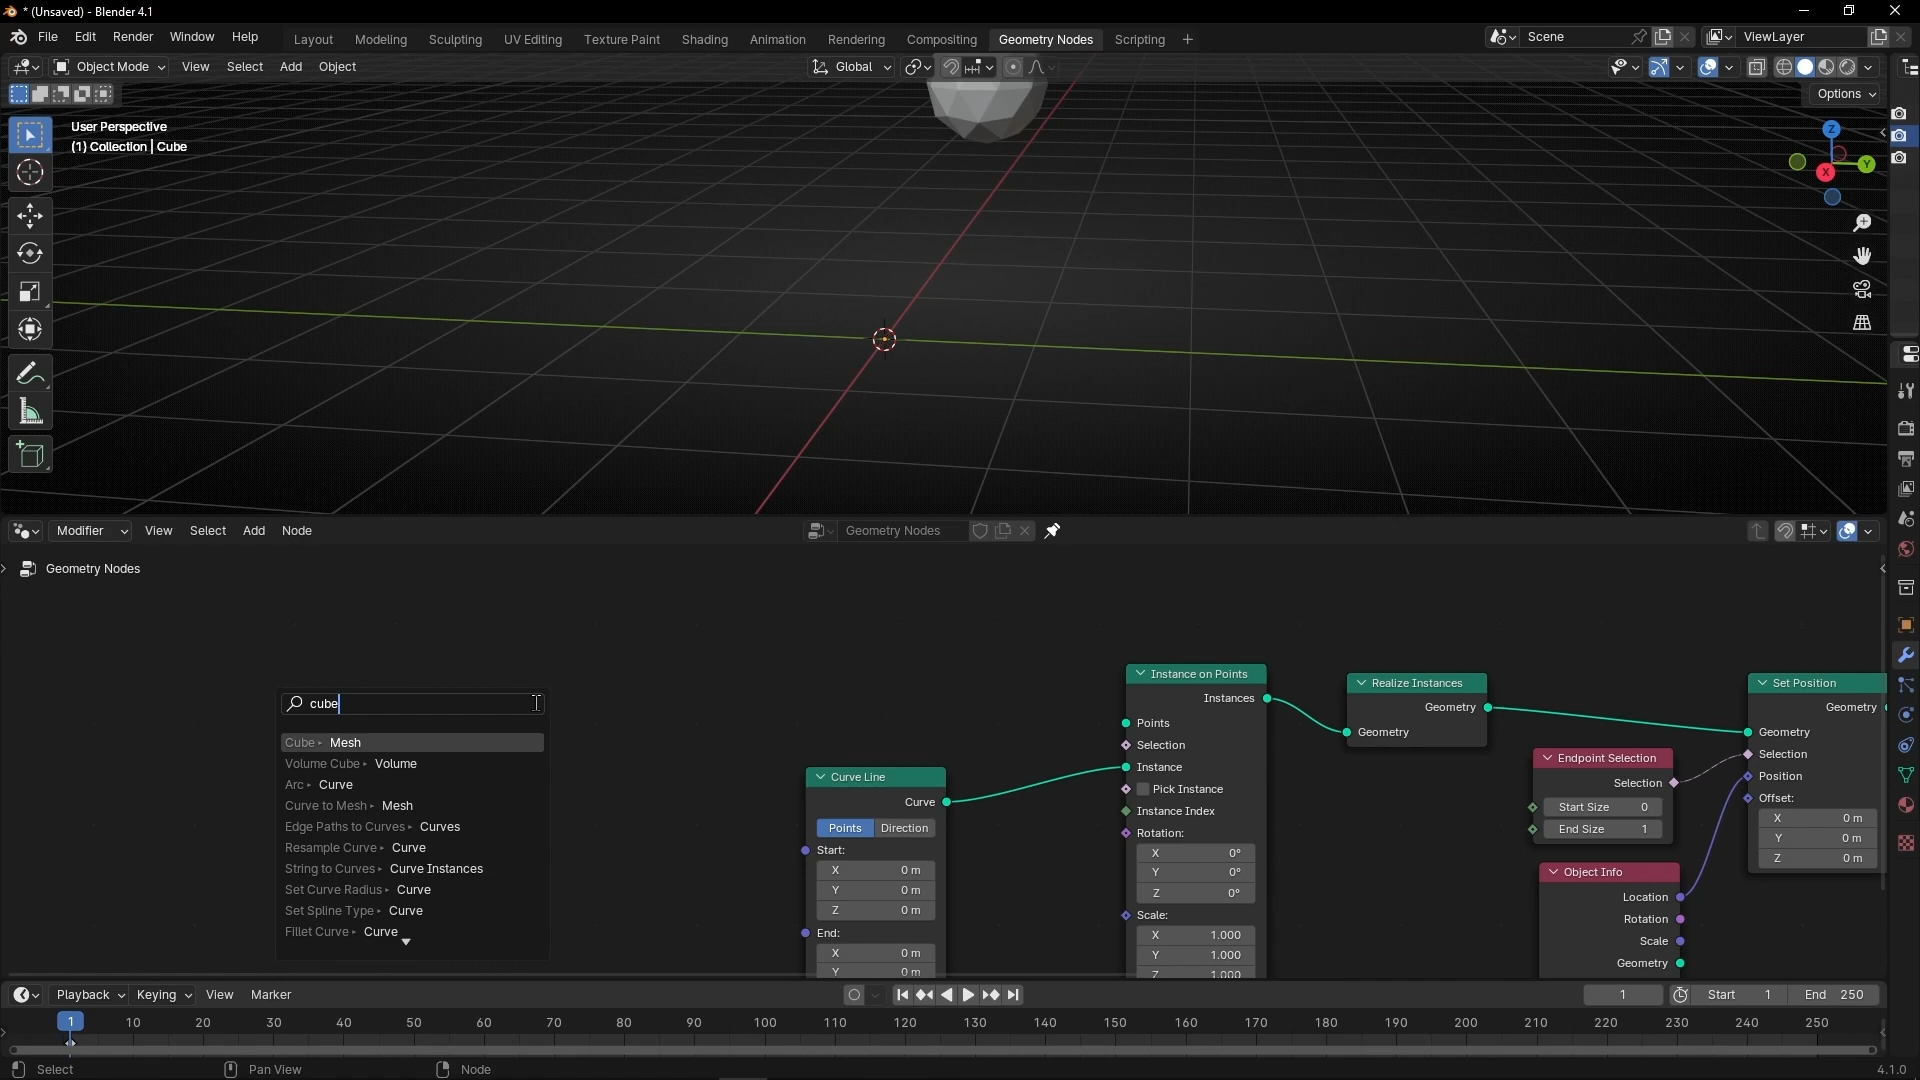 * (Unsaved) - Blender 4.1
File Edit Render Window Help Layout Modeling Sculpting UV Editing Texture Paint Shading Animation Rendering Compositing Geometry Nodes Scripting + Scene ViewLayer
Object Mode View Select Add Object Global
Options
User Perspective
(1) Collection | Cube
Z
Y
X
Modifier View Select Add Node Geometry Nodes
Geometry Nodes
cube
Cube ▸ Mesh
Volume Cube ▸ Volume
Arc ▸ Curve
Curve to Mesh ▸ Mesh
Edge Paths to Curves ▸ Curves
Resample Curve ▸ Curve
String to Curves ▸ Curve Instances
Set Curve Radius ▸ Curve
Set Spline Type ▸ Curve
Fillet Curve ▸ Curve
Curve Line
Curve
Points Direction
Start:
X 0 m
Y 0 m
Z 0 m
End:
X 0 m
Y 0 m
Instance on Points
Instances
Points
Selection
Instance
Pick Instance
Instance Index
Rotation:
X 0°
Y 0°
Z 0°
Scale:
X 1.000
Y 1.000
Z 1.000
Realize Instances
Geometry
Geometry
Endpoint Selection
Selection
Start Size 0
End Size 1
Object Info
Location
Rotation
Scale
Geometry
Set Position
Geometry
Geometry
Selection
Position
Offset:
X 0 m
Y 0 m
Z 0 m
Playback Keying View Marker 1 Start 1 End 250
1 10 20 30 40 50 60 70 80 90 100 110 120 130 140 150 160 170 180 190 200 210 220 230 240 250
Select Pan View Node 4.1.0